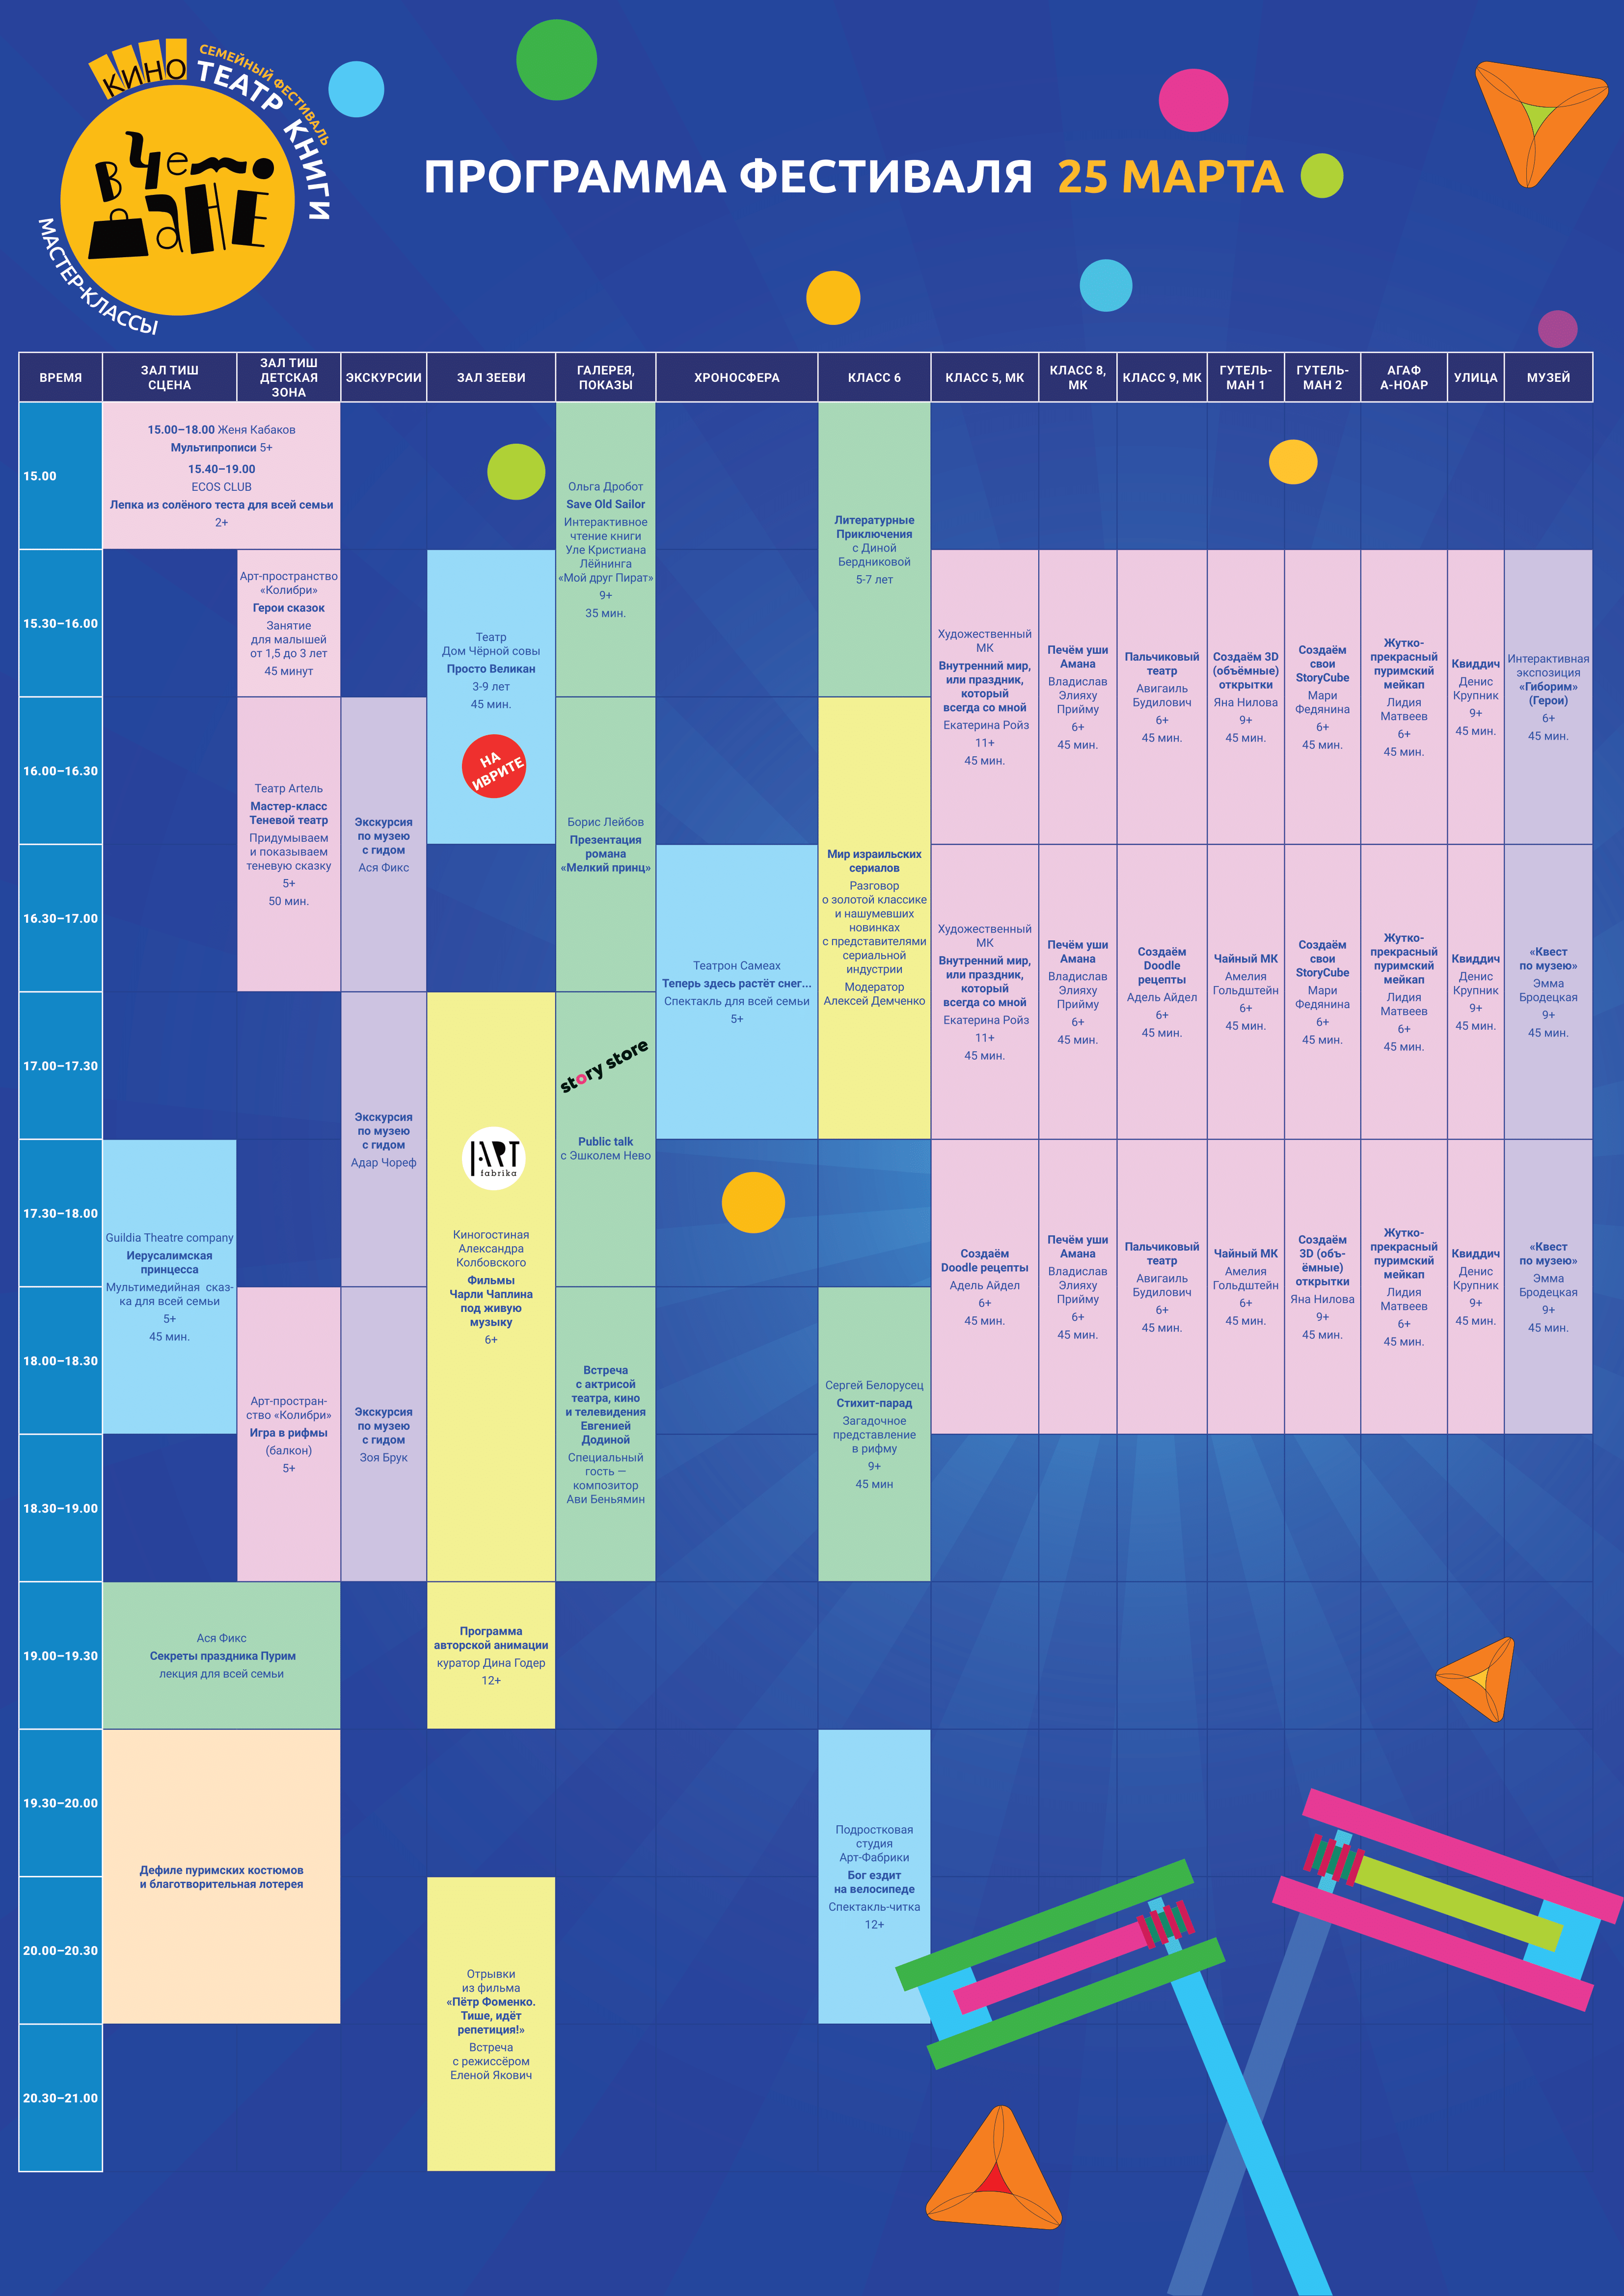 КИНО
СЕМЕЙНЫЙ ФЕСТИВАЛЬ
ТЕАТР КНИГИ
В Чемо
даНЕ
МАСТЕР-КЛАССЫ
ПРОГРАММА ФЕСТИВАЛЯ 25 МАРТА
ВРЕМЯ
ЗАЛ ТИШ
СЦЕНА
ЗАЛ ТИШ
ДЕТСКАЯ
ЗОНА
ЭКСКУРСИИ
ЗАЛ ЗЕЕВИ
ГАЛЕРЕЯ,
ПОКАЗЫ
ХРОНОСФЕРА
КЛАСС 6
КЛАСС 5, МК
КЛАСС 8,
МК
КЛАСС 9, МК
ГУТЕЛЬ-
МАН 1
ГУТЕЛЬ-
МАН 2
АГАФ
А-НОАР
УЛИЦА
МУЗЕЙ
15.00
15.30–16.00
16.00–16.30
16.30–17.00
17.00–17.30
17.30–18.00
18.00–18.30
18.30–19.00
19.00–19.30
19.30–20.00
20.00–20.30
20.30–21.00
15.00–18.00 Женя Кабаков
Мультипрописи 5+
15.40–19.00
ECOS CLUB
Лепка из солёного теста для всей семьи
2+
Guildia Theatre company
Иерусалимская
принцесса
Мультимедийная сказ-
ка для всей семьи
5+
45 мин.
Ася Фикс
Секреты праздника Пурим
лекция для всей семьи
Дефиле пуримских костюмов
и благотворительная лотерея
Арт-пространство
«Колибри»
Герои сказок
Занятие
для малышей
от 1,5 до 3 лет
45 минут
Театр Артель
Мастер-класс
Теневой театр
Придумываем
и показываем
теневую сказку
5+
50 мин.
Арт-простран-
ство «Колибри»
Игра в рифмы
(балкон)
5+
Экскурсия
по музею
с гидом
Ася Фикс
Экскурсия
по музею
с гидом
Адар Чореф
Экскурсия
по музею
с гидом
Зоя Брук
Театр
Дом Чёрной совы
Просто Великан
3-9 лет
45 мин.
НА
ИВРИТЕ
ART
fabrika
Киногостиная
Александра
Колбовского
Фильмы
Чарли Чаплина
под живую
музыку
6+
Программа
авторской анимации
куратор Дина Годер
12+
Отрывки
из фильма
«Пётр Фоменко.
Тише, идёт
репетиция!»
Встреча
с режиссёром
Еленой Якович
Ольга Дробот
Save Old Sailor
Интерактивное
чтение книги
Уле Кристиана
Лёйнинга
«Мой друг Пират»
9+
35 мин.
Борис Лейбов
Презентация
романа
«Мелкий принц»
story store
Public talk
с Эшколем Нево
Встреча
с актрисой
театра, кино
и телевидения
Евгенией
Додиной
Специальный
гость —
композитор
Ави Беньямин
Театрон Самеах
Теперь здесь растёт снег...
Спектакль для всей семьи
5+
Литературные
Приключения
с Диной
Бердниковой
5-7 лет
Мир израильских
сериалов
Разговор
о золотой классике
и нашумевших
новинках
с представителями
сериальной
индустрии
Модератор
Алексей Демченко
Сергей Белорусец
Стихит-парад
Загадочное
представление
в рифму
9+
45 мин
Подростковая
студия
Арт-Фабрики
Бог ездит
на велосипеде
Спектакль-читка
12+
Художественный
МК
Внутренний мир,
или праздник,
который
всегда со мной
Екатерина Ройз
11+
45 мин.
Художественный
МК
Внутренний мир,
или праздник,
который
всегда со мной
Екатерина Ройз
11+
45 мин.
Создаём
Doodle рецепты
Адель Айдел
6+
45 мин.
Печём уши
Амана
Владислав
Элияху
Прийму
6+
45 мин.
Печём уши
Амана
Владислав
Элияху
Прийму
6+
45 мин.
Печём уши
Амана
Владислав
Элияху
Прийму
6+
45 мин.
Пальчиковый
театр
Авигаиль
Будилович
6+
45 мин.
Создаём
Doodle
рецепты
Адель Айдел
6+
45 мин.
Пальчиковый
театр
Авигаиль
Будилович
6+
45 мин.
Создаём 3D
(объёмные)
открытки
Яна Нилова
9+
45 мин.
Чайный МК
Амелия
Гольдштейн
6+
45 мин.
Чайный МК
Амелия
Гольдштейн
6+
45 мин.
Создаём
свои
StoryCube
Мари
Федянина
6+
45 мин.
Создаём
свои
StoryCube
Мари
Федянина
6+
45 мин.
Создаём
3D (объ-
ёмные)
открытки
Яна Нилова
9+
45 мин.
Жутко-
прекрасный
пуримский
мейкап
Лидия
Матвеев
6+
45 мин.
Жутко-
прекрасный
пуримский
мейкап
Лидия
Матвеев
6+
45 мин.
Жутко-
прекрасный
пуримский
мейкап
Лидия
Матвеев
6+
45 мин.
Квиддич
Денис
Крупник
9+
45 мин.
Квиддич
Денис
Крупник
9+
45 мин.
Квиддич
Денис
Крупник
9+
45 мин.
Интерактивная
экспозиция
«Гиборим»
(Герои)
6+
45 мин.
«Квест
по музею»
Эмма
Бродецкая
9+
45 мин.
«Квест
по музею»
Эмма
Бродецкая
9+
45 мин.